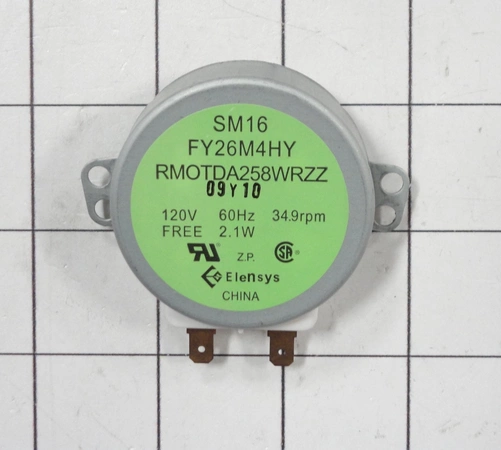 SM16
FY26M4HY
RMOTDA258WRZZ
09Y10
120V 60Hz 34.9rpm
FREE 2.1W
Z.P.
Elensys
CHINA